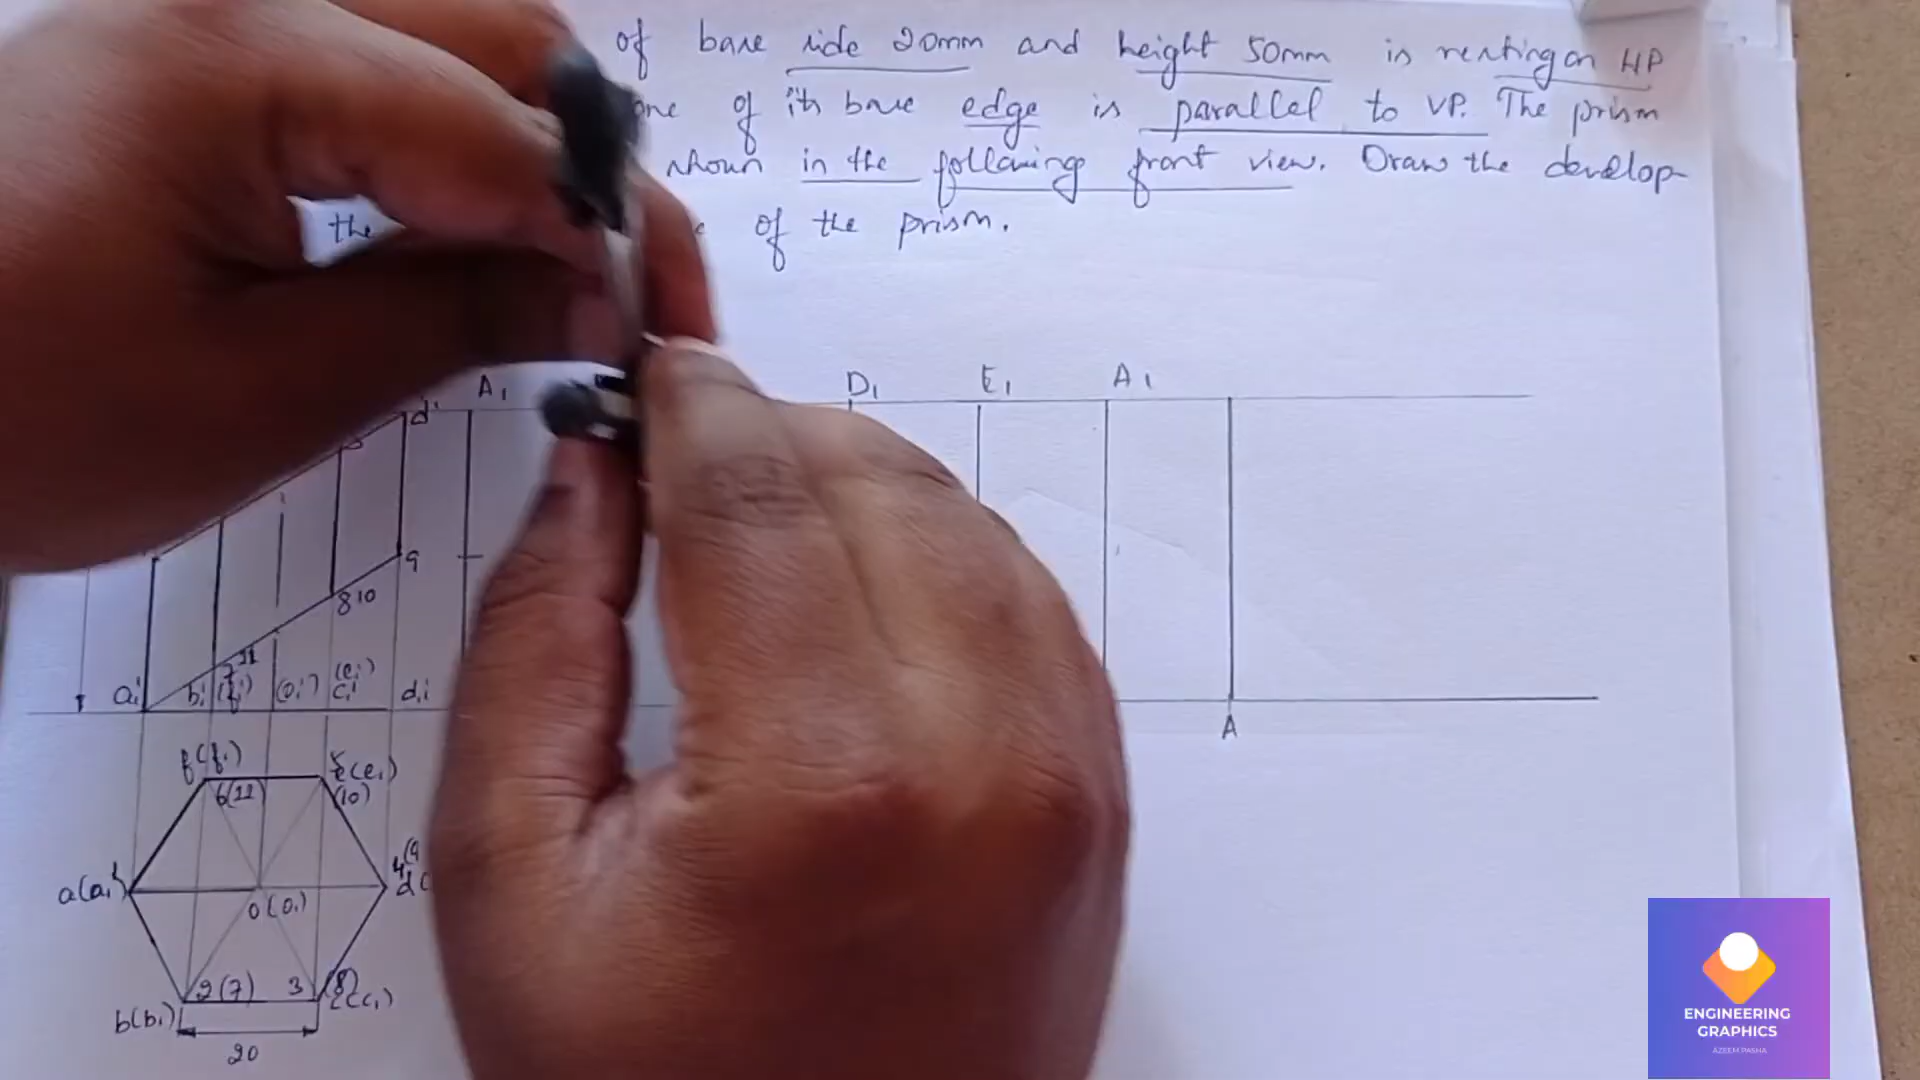 of base side 20mm and height 50mm is resting on HP
one of its base edge is parallel to VP. The prism
shown in the following front view. Draw the develop-
the of the prism.
A₁ D₁ E₁ A₁
d'
9
8 10
7 11
a₁' b₁' (f₁') (o₁') (e₁') c₁' d₁'
A
f(f₁) e(e₁)
6(11) (10)
a(a₁) o(o₁) 4(9 d(
2(7) 3 (8)
b(b₁) c(c₁)
20
ENGINEERING
GRAPHICS
AZEEM PASHA